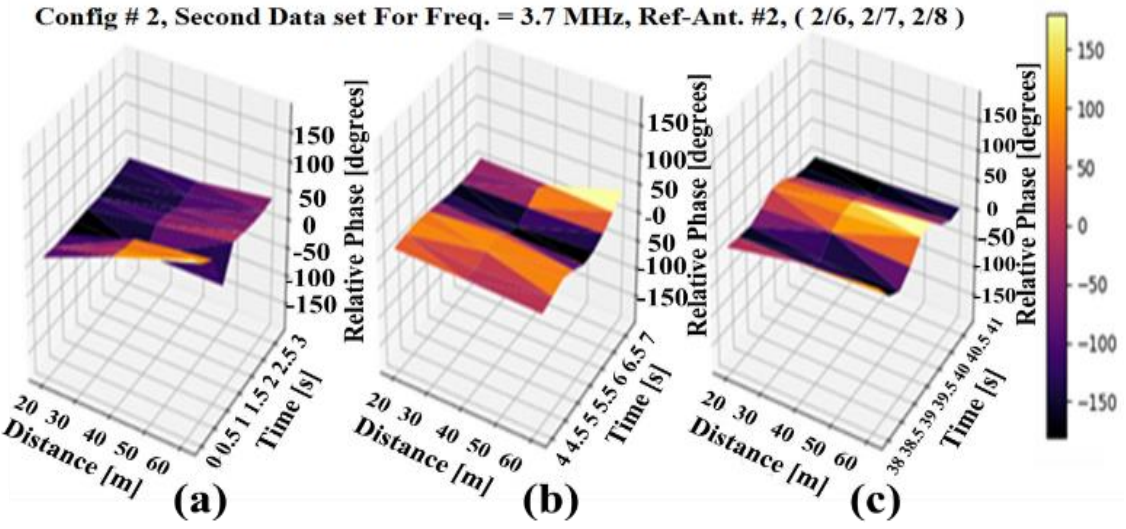 Config # 2, Second Data set For Freq. = 3.7 MHz, Ref-Ant. #2, ( 2/6, 2/7, 2/8 )
150
100
50
0
-50
-100
-150
Relative Phase [degrees]
20 30 40 50 60
Distance [m]
0 0.5 1 1.5 2 2.5 3
Time [s]
(a)
150
100
50
-0
50
-100
-150
Relative Phase [degrees]
20 30 40 50 60
Distance [m]
4 4.5 5 5.5 6 6.5 7
Time [s]
(b)
150
100
50
0
-50
-100
-150
Relative Phase [degrees]
20 30 40 50 60
Distance [m]
38 38.5 39 39.5 40 40.5 41
Time [s]
(c)
150
100
50
0
−50
−100
−150